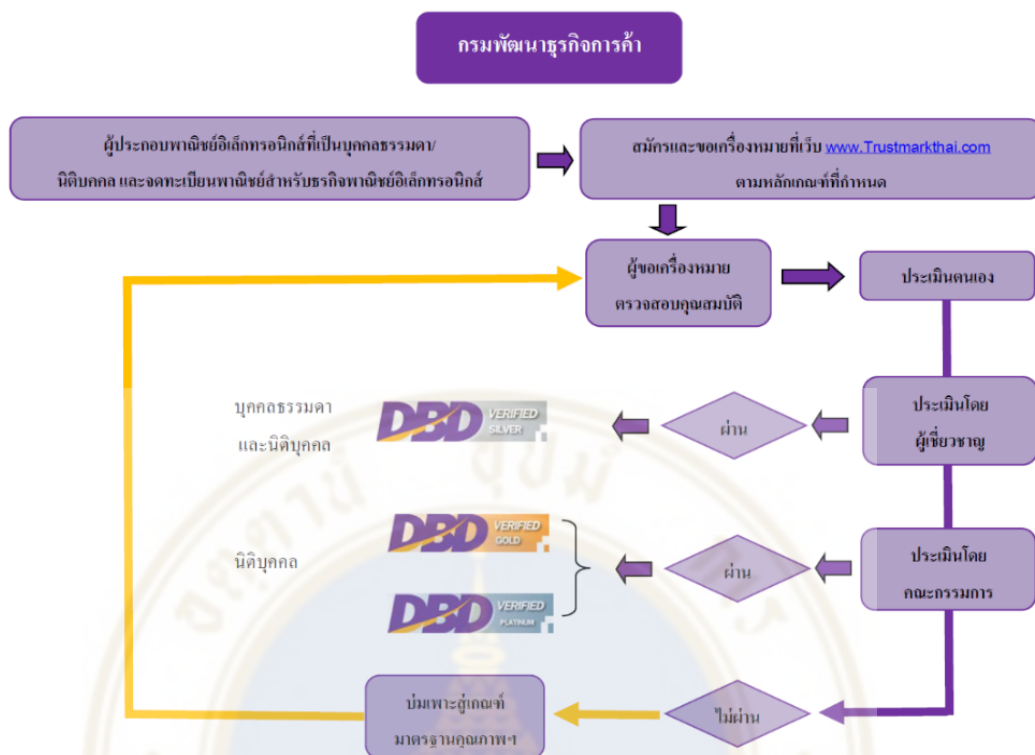 กรมพัฒนาธุรกิจการค้า
ผู้ประกอบพาณิชย์อิเล็กทรอนิกส์ที่เป็นบุคคลธรรมดา/
นิติบุคคล และจดทะเบียนพาณิชย์สำหรับธุรกิจพาณิชย์อิเล็กทรอนิกส์
สมัครและขอเครื่องหมายที่เว็บ www.Trustmarkthai.com
ตามหลักเกณฑ์ที่กำหนด
ผู้ขอเครื่องหมาย
ตรวจสอบคุณสมบัติ
ประเมินตนเอง
บุคคลธรรมดา
และนิติบุคคล
DBD VERIFIED
SILVER
ผ่าน
ประเมินโดย
ผู้เชี่ยวชาญ
นิติบุคคล
DBD VERIFIED
GOLD
DBD VERIFIED
PLATINUM
ผ่าน
ประเมินโดย
คณะกรรมการ
บ่มเพาะสู่เกณฑ์
มาตรฐานคุณภาพฯ
ไม่ผ่าน